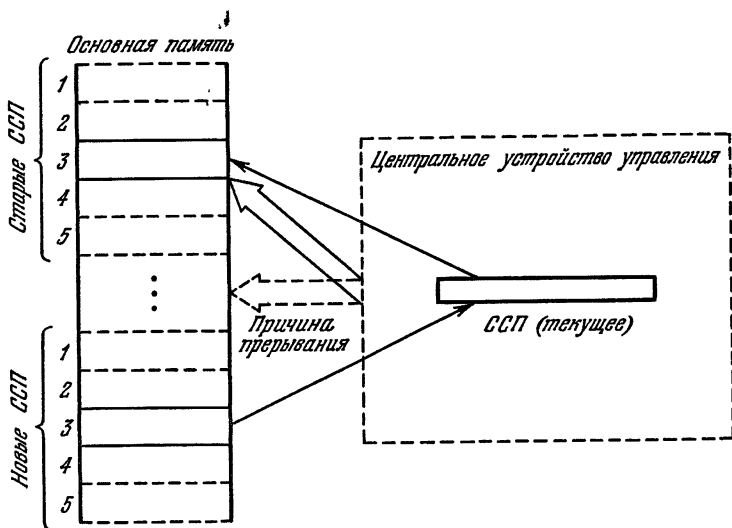 Основная память
Старые ССП
1
2
3
4
5
Центральное устройство управления
ССП (текущее)
Причина
прерывания
Новые ССП
1
2
3
4
5